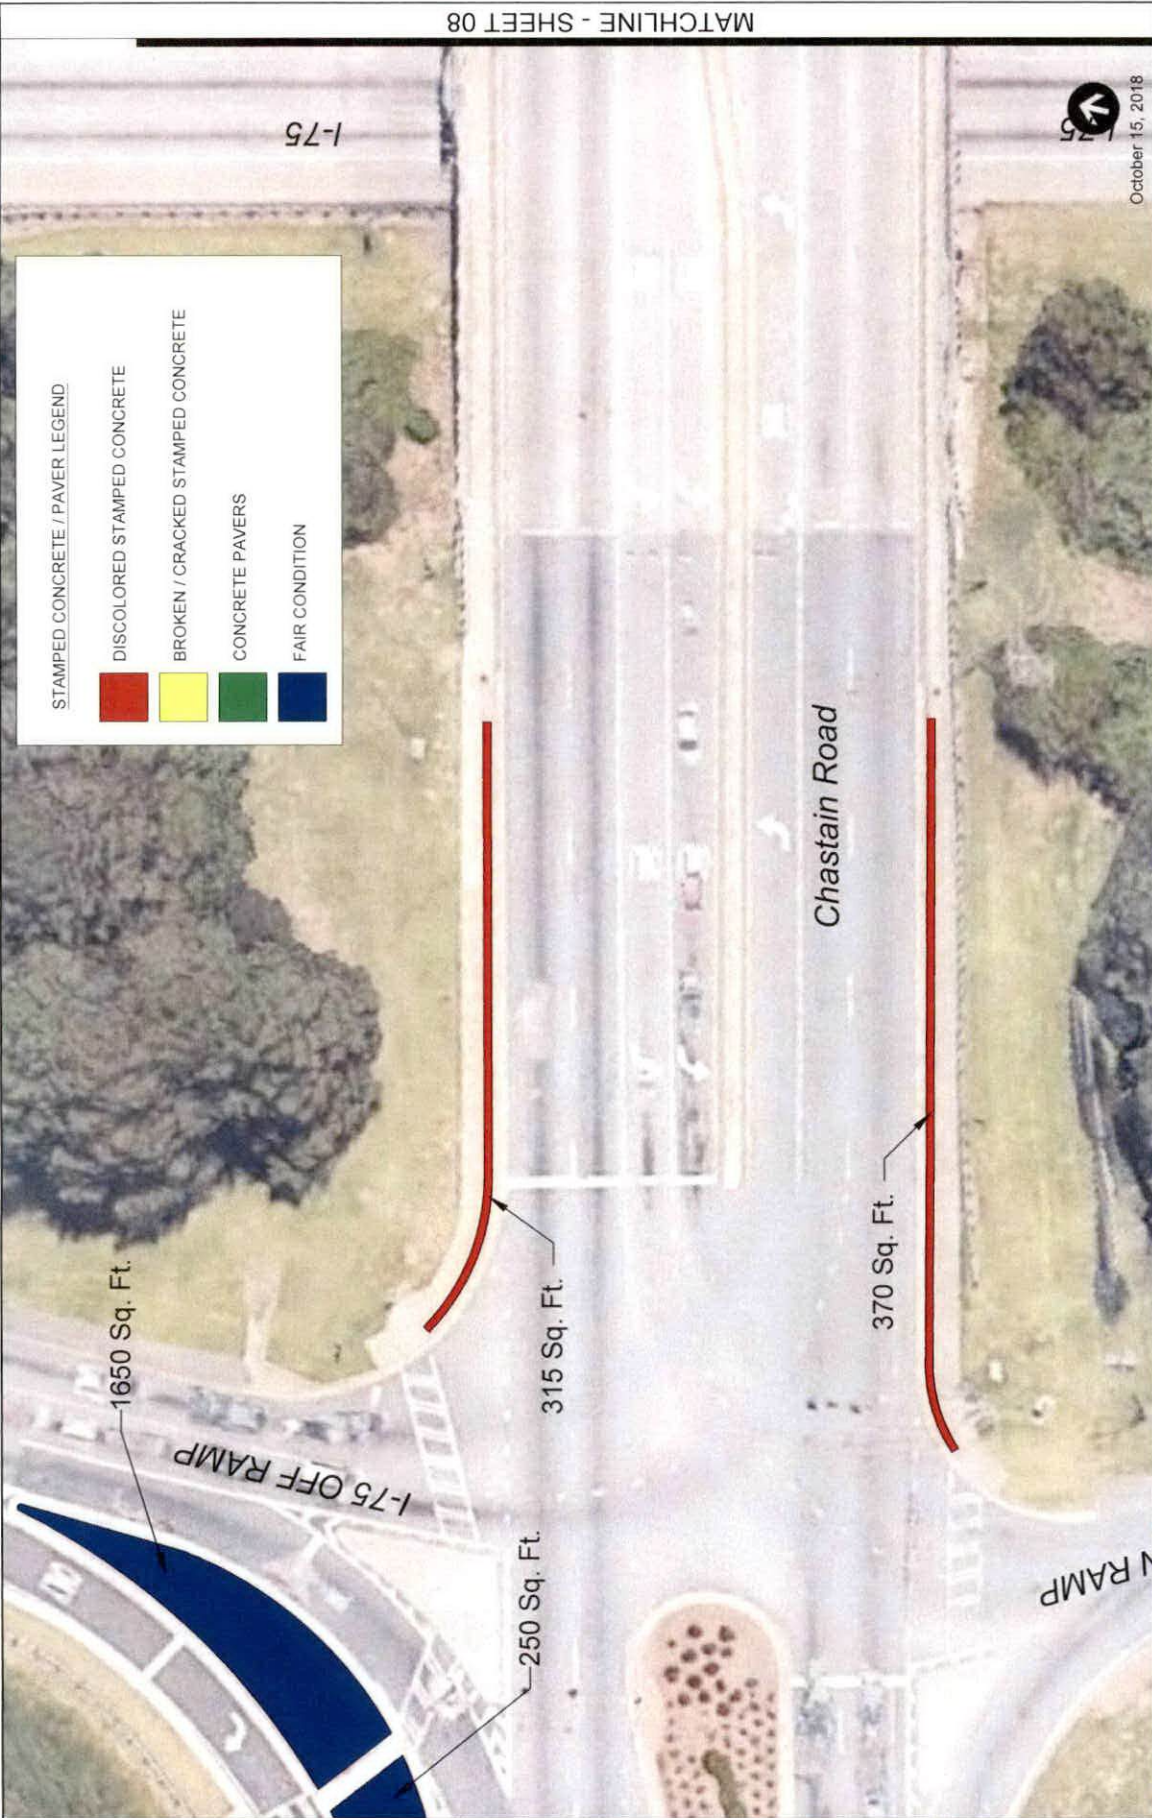 MATCHLINE - SHEET 08
I-75
I-75
October 15, 2018
STAMPED CONCRETE / PAVER LEGEND
DISCOLORED STAMPED CONCRETE
BROKEN / CRACKED STAMPED CONCRETE
CONCRETE PAVERS
FAIR CONDITION
Chastain Road
1650 Sq. Ft.
315 Sq. Ft.
370 Sq. Ft.
I-75 OFF RAMP
250 Sq. Ft.
RAMP